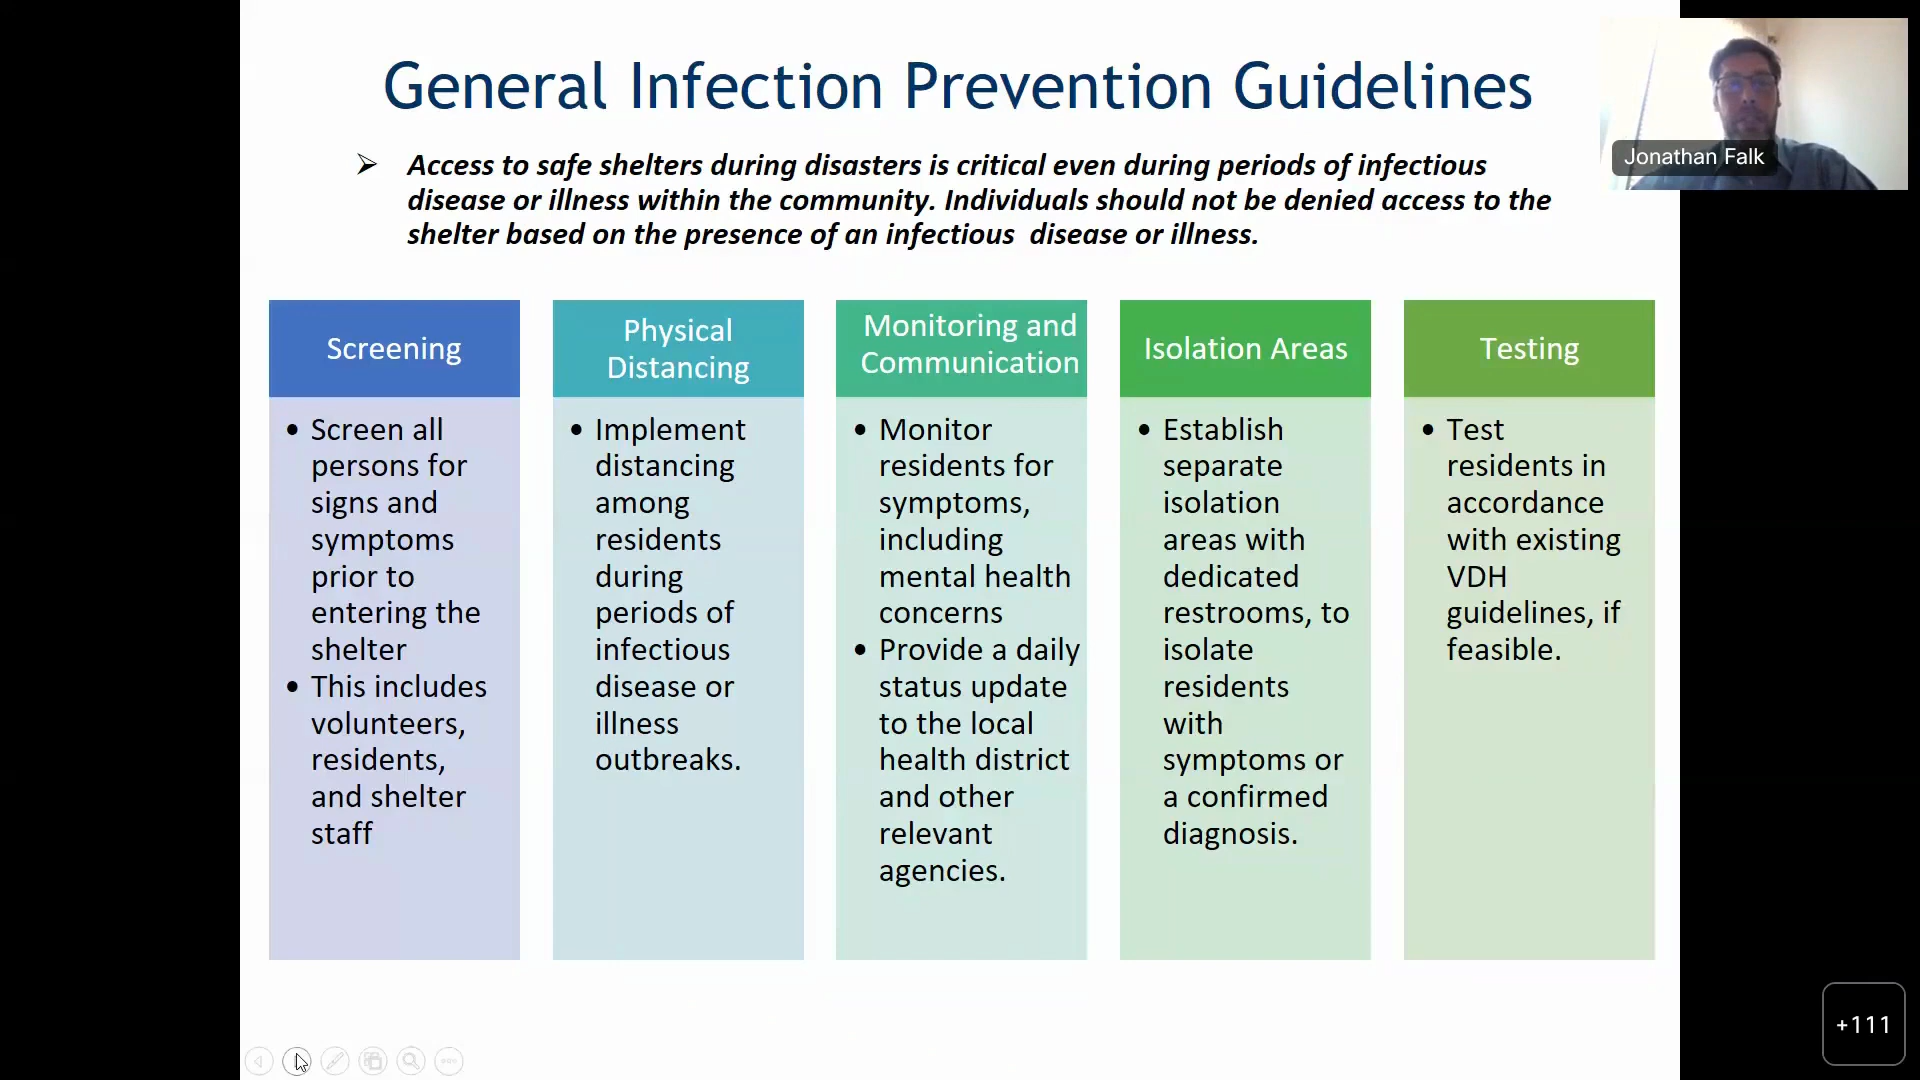 General Infection Prevention Guidelines
➢ Access to safe shelters during disasters is critical even during periods of infectious
disease or illness within the community. Individuals should not be denied access to the
shelter based on the presence of an infectious  disease or illness.
Screening
• Screen all
persons for
signs and
symptoms
prior to
entering the
shelter
• This includes
volunteers,
residents,
and shelter
staff
Physical
Distancing
• Implement
distancing
among
residents
during
periods of
infectious
disease or
illness
outbreaks.
Monitoring and
Communication
• Monitor
residents for
symptoms,
including
mental health
concerns
• Provide a daily
status update
to the local
health district
and other
relevant
agencies.
Isolation Areas
• Establish
separate
isolation
areas with
dedicated
restrooms, to
isolate
residents
with
symptoms or
a confirmed
diagnosis.
Testing
• Test
residents in
accordance
with existing
VDH
guidelines, if
feasible.
Jonathan Falk
+111